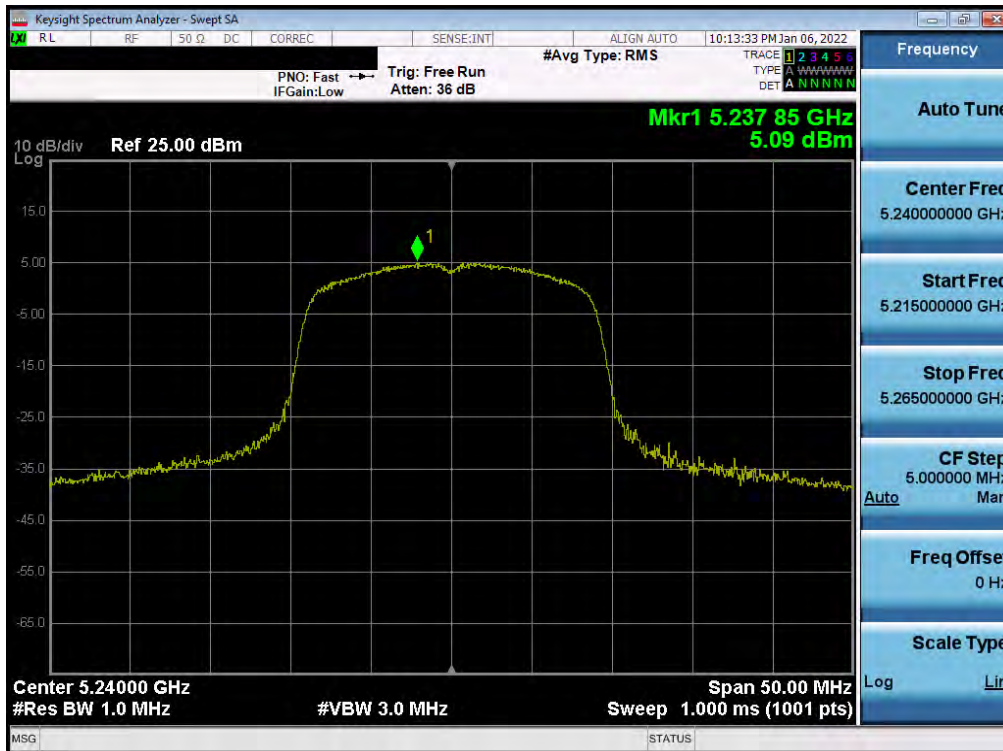 Keysight Spectrum Analyzer - Swept SA
LXI RL RF 50 Ω DC CORREC SENSE:INT ALIGN AUTO 10:13:33 PM Jan 06, 2022
#Avg Type: RMS TRACE 1 2 3 4 5 6
PNO: Fast Trig: Free Run TYPE A WWWWW
IFGain:Low Atten: 36 dB DET A N N N N N
Frequency
Mkr1 5.237 85 GHz
5.09 dBm
10 dB/div Ref 25.00 dBm
Log
15.0
5.00
-5.00
-15.0
-25.0
-35.0
-45.0
-55.0
-65.0
1
Center 5.24000 GHz Span 50.00 MHz
#Res BW 1.0 MHz #VBW 3.0 MHz Sweep 1.000 ms (1001 pts)
Auto Tune
Center Freq
5.240000000 GHz
Start Freq
5.215000000 GHz
Stop Freq
5.265000000 GHz
CF Step
5.000000 MHz
Auto Man
Freq Offset
0 Hz
Scale Type
Log Lin
MSG STATUS